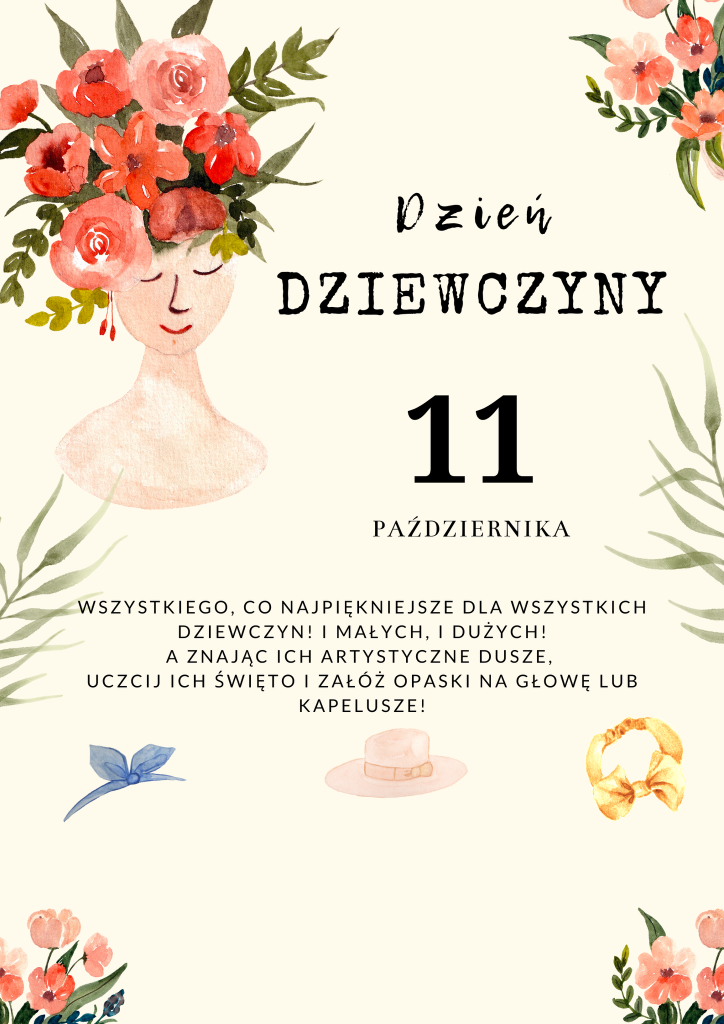 Dzień
DZIEWCZYNY
11
PAŹDZIERNIKA
WSZYSTKIEGO, CO NAJPIĘKNIEJSZE DLA WSZYSTKICH
DZIEWCZYN! I MAŁYCH, I DUŻYCH!
A ZNAJĄC ICH ARTYSTYCZNE DUSZE,
UCZCIJ ICH ŚWIĘTO I ZAŁÓŻ OPASKI NA GŁOWĘ LUB
KAPELUSZE!